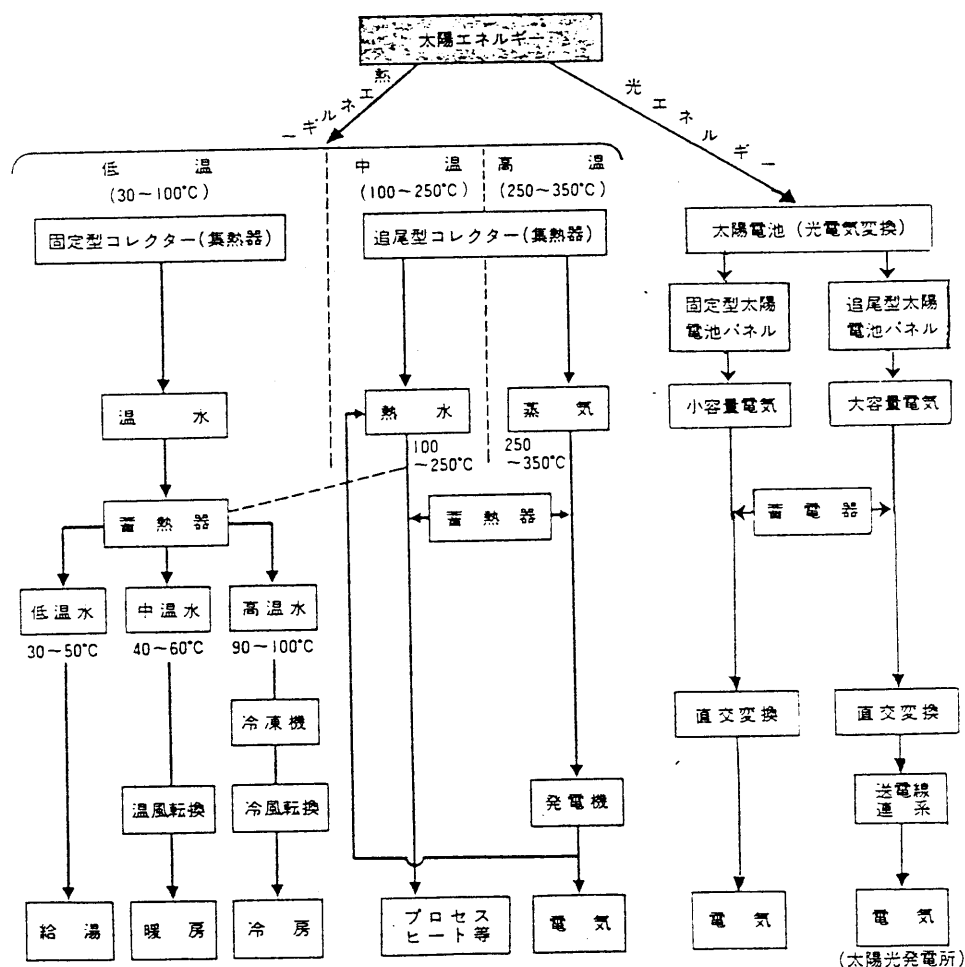 太陽エネルギー
熱エネルギー
光エネルギー
低温
(30～100°C)
中温
(100～250°C)
高温
(250～350°C)
固定型コレクター(集熱器)
追尾型コレクター(集熱器)
太陽電池(光電気変換)
固定型太陽
電池パネル
追尾型太陽
電池パネル
温水
熱水
蒸気
小容量電気
大容量電気
100
～250°C
250
～350°C
蓄熱器
蓄熱器
蓄電器
低温水
中温水
高温水
30～50°C
40～60°C
90～100°C
冷凍機
直交変換
直交変換
温風転換
冷風転換
発電機
送電線
連系
給湯
暖房
冷房
プロセス
ヒート等
電気
電気
電気
(太陽光発電所)